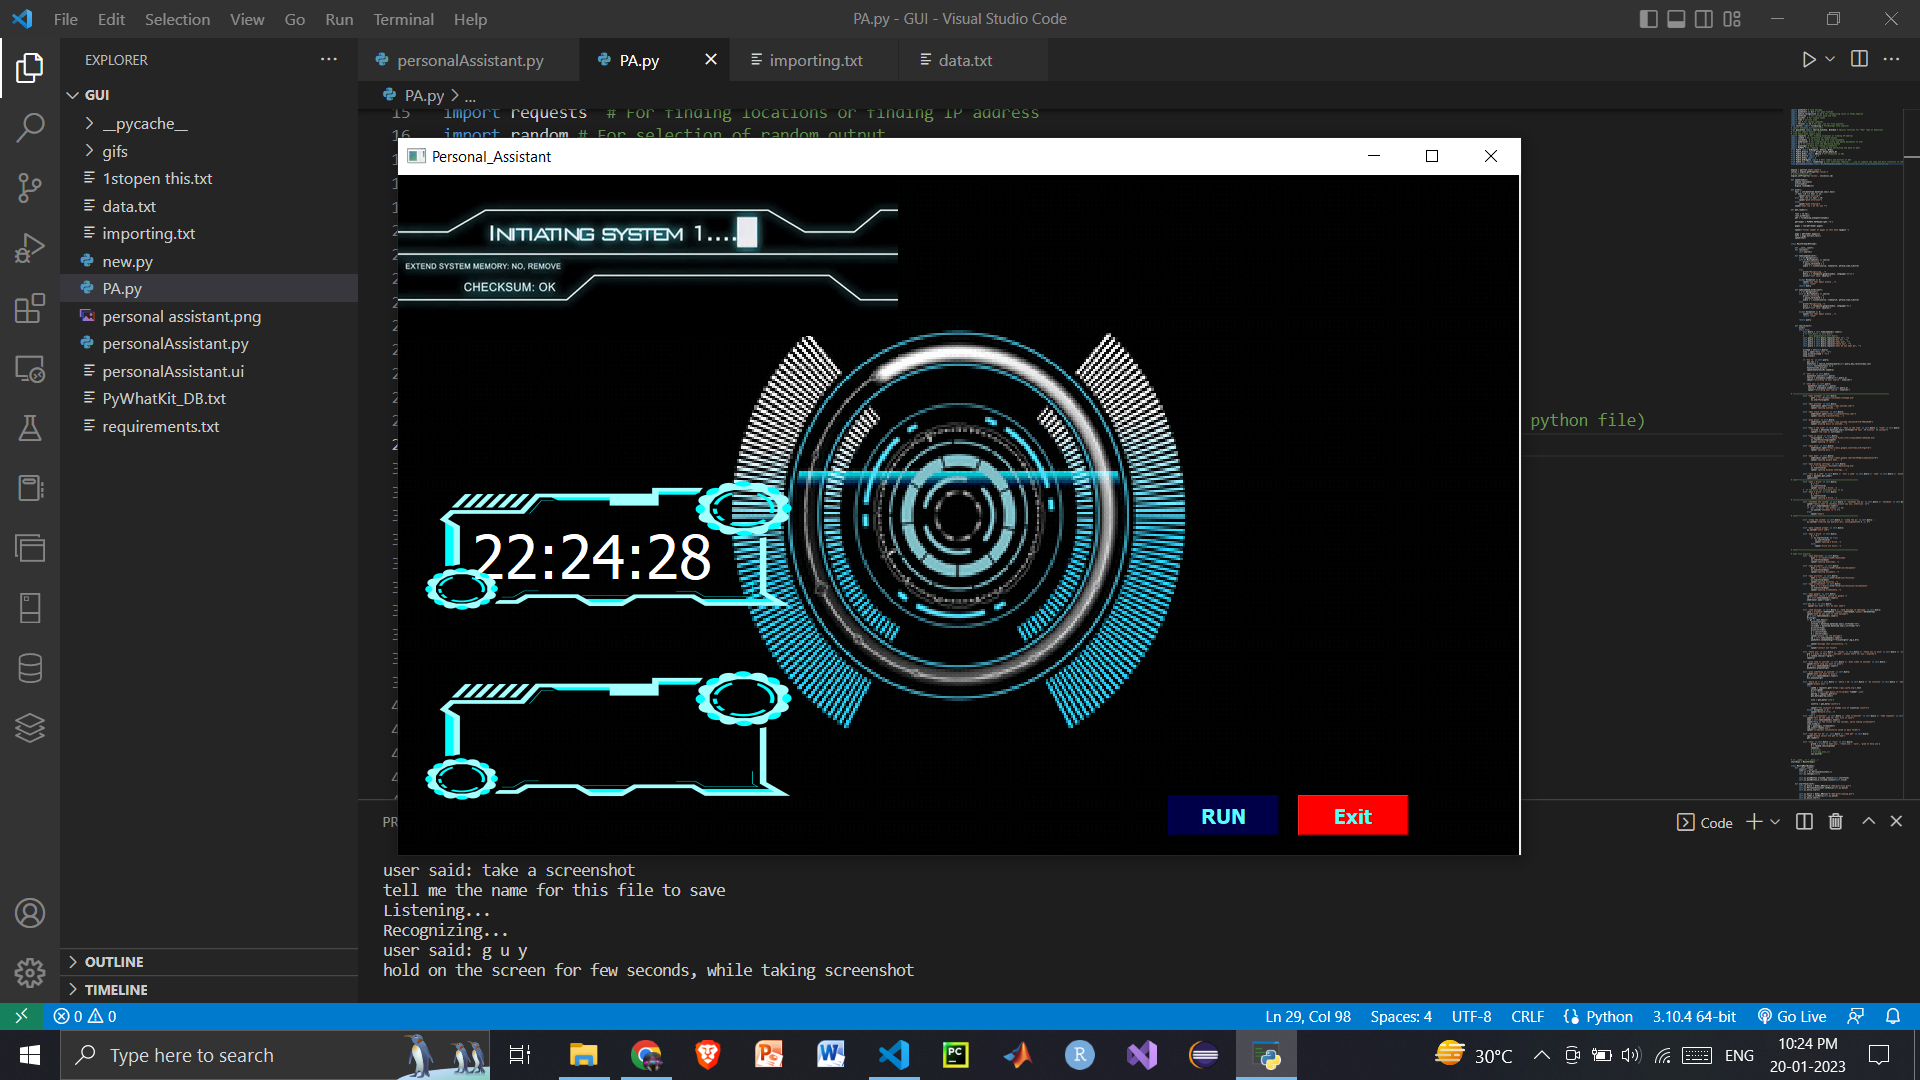 File Edit Selection View Go Run Terminal Help
PA.py - GUI - Visual Studio Code
EXPLORER
personalAssistant.py
PA.py
importing.txt
data.txt
PA.py > ...
GUI
__pycache__
gifs
1stopen this.txt
data.txt
importing.txt
new.py
PA.py
personal assistant.png
personalAssistant.py
personalAssistant.ui
PyWhatKit_DB.txt
requirements.txt
15 import requests # For finding locations or finding IP address
16 import random # For selection of random output
python file)
Personal_Assistant
INITIATING SYSTEM 1....
EXTEND SYSTEM MEMORY: NO, REMOVE
CHECKSUM: OK
22:24:28
RUN
Exit
PR
Code
user said: take a screenshot
tell me the name for this file to save
Listening...
Recognizing...
user said: g u y
hold on the screen for few seconds, while taking screenshot
OUTLINE
TIMELINE
0 0
Ln 29, Col 98 Spaces: 4 UTF-8 CRLF Python 3.10.4 64-bit Go Live
Type here to search
30°C
ENG
10:24 PM
20-01-2023